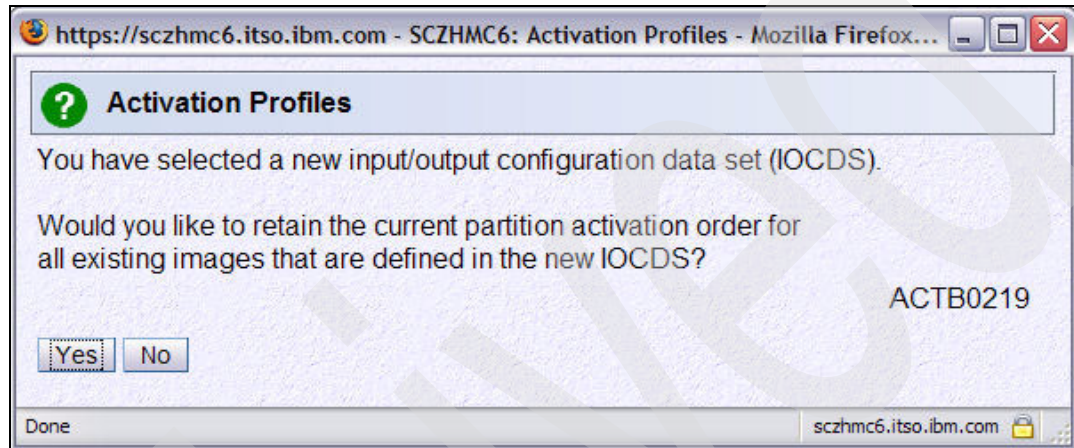 https://sczhmc6.itso.ibm.com - SCZHMC6: Activation Profiles - Mozilla Firefox...
Activation Profiles
You have selected a new input/output configuration data set (IOCDS).
Would you like to retain the current partition activation order for
all existing images that are defined in the new IOCDS?
ACTB0219
Yes No
Done sczhmc6.itso.ibm.com